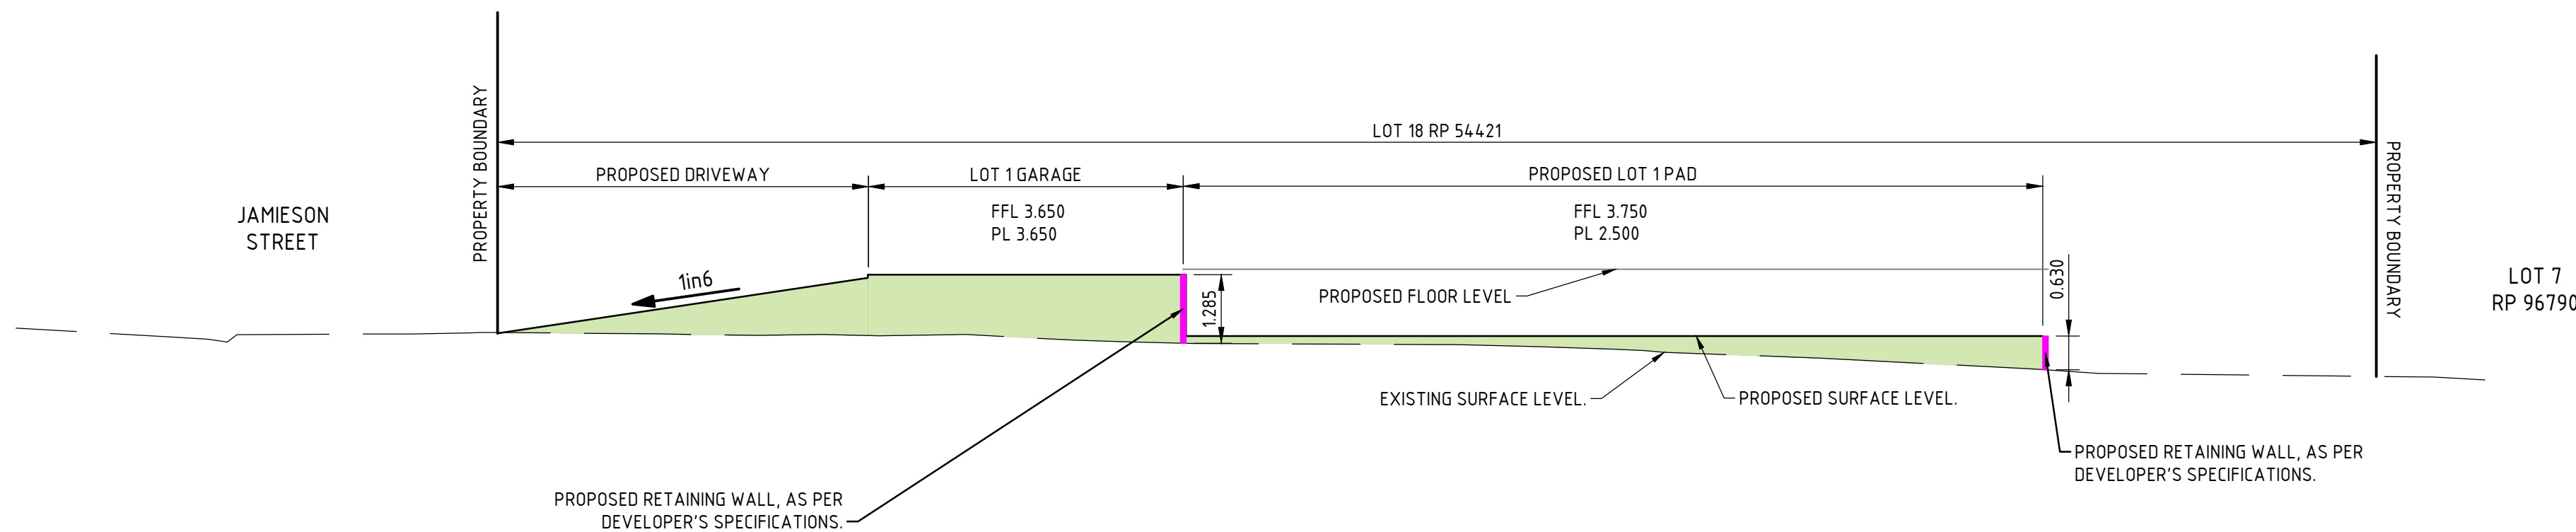 PROPERTY BOUNDARY
LOT 18 RP 54421
PROPOSED DRIVEWAY
LOT 1 GARAGE
PROPOSED LOT 1 PAD
PROPERTY BOUNDARY
JAMIESON
STREET
FFL 3.650
PL 3.650
FFL 3.750
PL 2.500
1in6
1.285
PROPOSED FLOOR LEVEL
0.630
LOT 7
RP 96790
EXISTING SURFACE LEVEL.
PROPOSED SURFACE LEVEL.
PROPOSED RETAINING WALL, AS PER
DEVELOPER'S SPECIFICATIONS.
PROPOSED RETAINING WALL, AS PER
DEVELOPER'S SPECIFICATIONS.